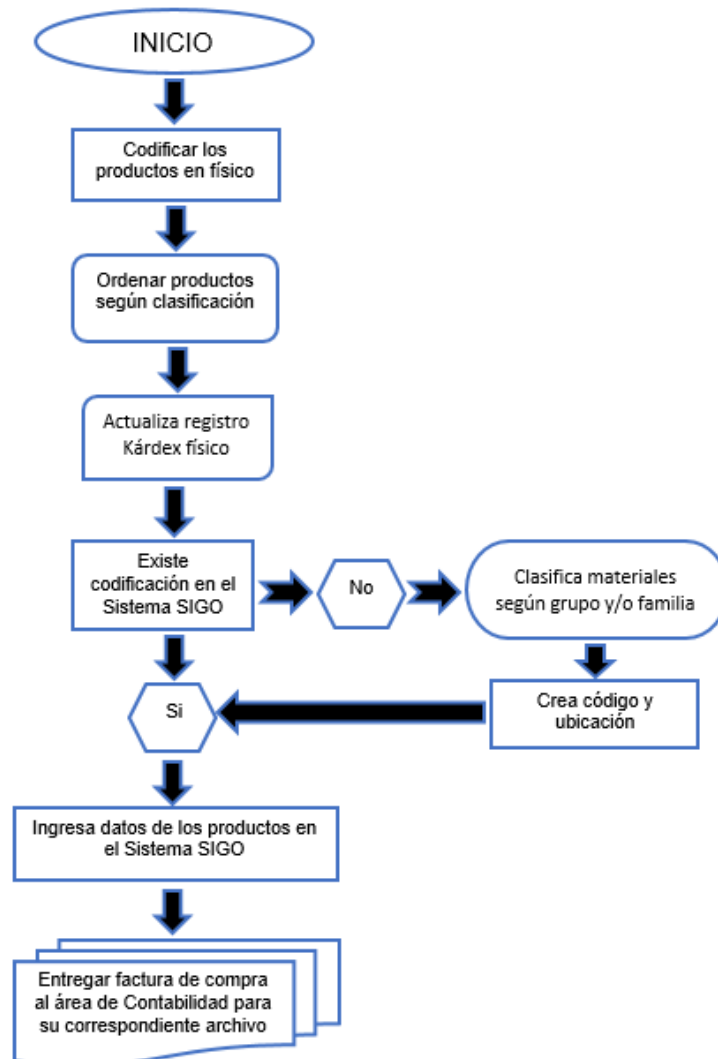 INICIO
Codificar los
productos en físico
Ordenar productos
según clasificación
Actualiza registro
Kárdex físico
Existe
codificación en el
Sistema SIGO
No
Clasifica materiales
según grupo y/o familia
Crea código y
ubicación
Si
Ingresa datos de los productos en
el Sistema SIGO
Entregar factura de compra
al área de Contabilidad para
su correspondiente archivo